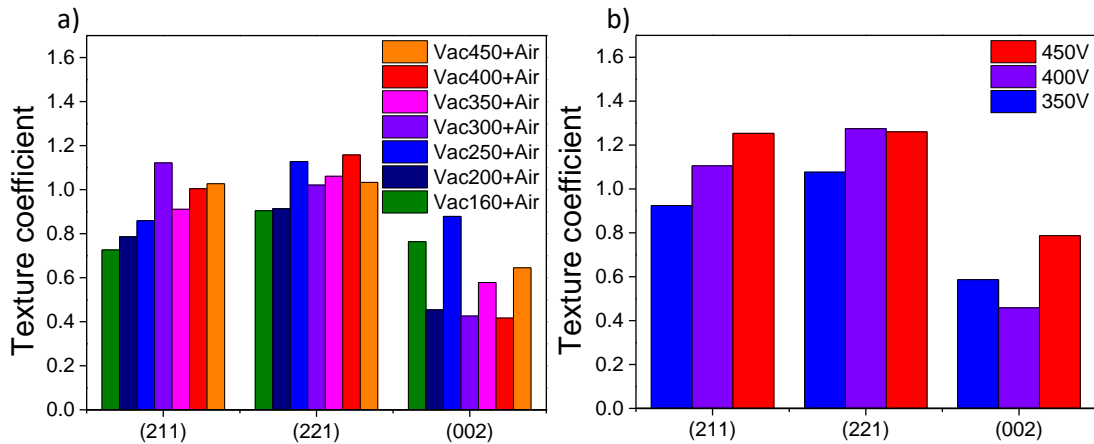 a)
Texture coefficient
1.6
1.4
1.2
1.0
0.8
0.6
0.4
0.2
0.0
Vac450+Air
Vac400+Air
Vac350+Air
Vac300+Air
Vac250+Air
Vac200+Air
Vac160+Air
(211)
(221)
(002)
b)
Texture coefficient
1.6
1.4
1.2
1.0
0.8
0.6
0.4
0.2
0.0
450V
400V
350V
(211)
(221)
(002)